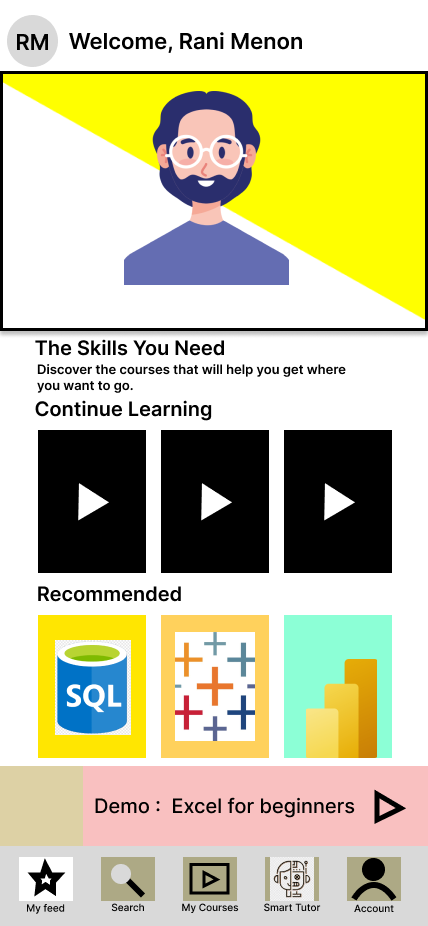 RM
Welcome, Rani Menon
The Skills You Need
Discover the courses that will help you get where
you want to go.
Continue Learning
Recommended
SQL
Demo : Excel for beginners
My feed
Search
My Courses
Smart Tutor
Account